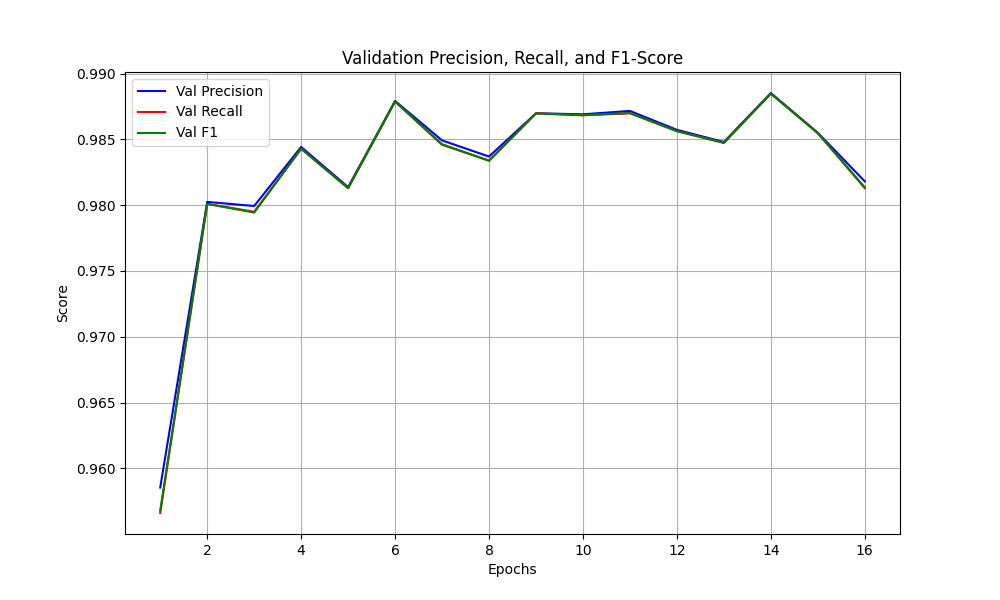 Validation Precision, Recall, and F1-Score
0.990
Val Precision
Val Recall
Val F1
0.985
0.980
0.975
Score
0.970
0.965
0.960
2 4 6 8 10 12 14 16
Epochs